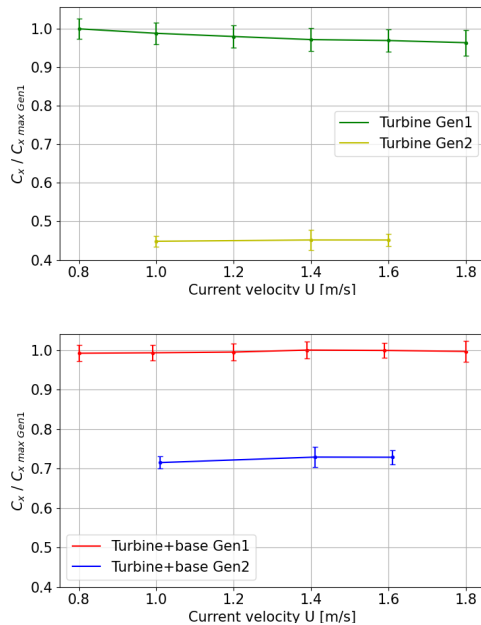 1.0
0.9
0.8
0.7
0.6
0.5
0.4
C_x / C_x max Gen1
Turbine Gen1
Turbine Gen2
0.8 1.0 1.2 1.4 1.6 1.8
Current velocity U [m/s]
1.0
0.9
0.8
0.7
0.6
0.5
0.4
C_x / C_x max Gen1
Turbine+base Gen1
Turbine+base Gen2
0.8 1.0 1.2 1.4 1.6 1.8
Current velocity U [m/s]